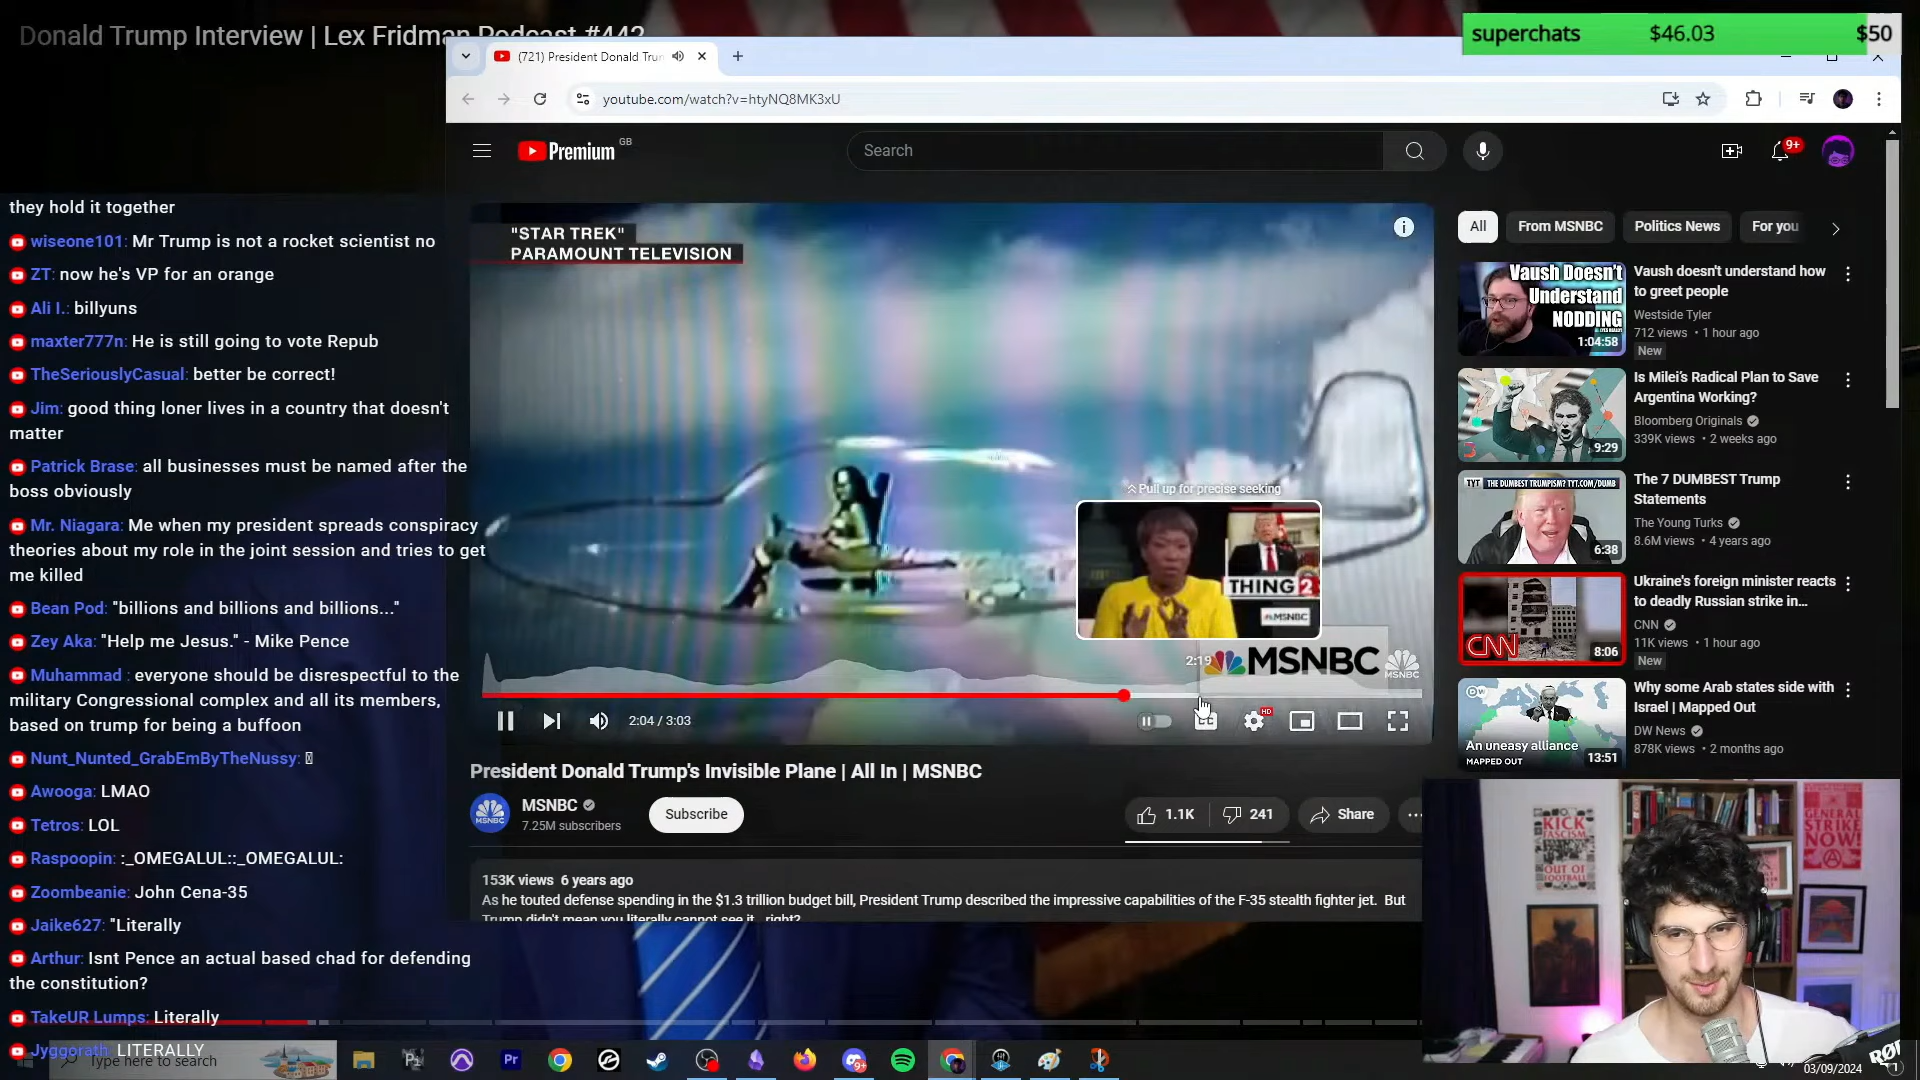 Donald Trump Interview | Lex Fridman Podcast #442
superchats $46.03 $50
(721) President Donald Trum
youtube.com/watch?v=htyNQ8MK3xU
Premium GB
Search
9+
they hold it together
wiseone101: Mr Trump is not a rocket scientist no
ZT: now he's VP for an orange
Ali I.: billyuns
maxter777n: He is still going to vote Repub
TheSeriouslyCasual: better be correct!
Jim: good thing loner lives in a country that doesn't
matter
Patrick Brase: all businesses must be named after the
boss obviously
Mr. Niagara: Me when my president spreads conspiracy
theories about my role in the joint session and tries to get
me killed
Bean Pod: "billions and billions and billions..."
Zey Aka: "Help me Jesus." - Mike Pence
Muhammad : everyone should be disrespectful to the
military Congressional complex and all its members,
based on trump for being a buffoon
Nunt_Nunted_GrabEmByTheNussy:
Awooga: LMAO
Tetros: LOL
Raspoopin: :_OMEGALUL::_OMEGALUL:
Zoombeanie: John Cena-35
Jaike627: "Literally
Arthur: Isnt Pence an actual based chad for defending
the constitution?
TakeUR Lumps: Literally
Jyggorath: LITERALLY
"STAR TREK"
PARAMOUNT TELEVISION
Pull up for precise seeking
THING 2
MSNBC
2:19
MSNBC
MSNBC
2:04 / 3:03
CC
HD
President Donald Trump's Invisible Plane | All In | MSNBC
MSNBC
MSNBC
7.25M subscribers
Subscribe
1.1K
241
Share
153K views 6 years ago
As he touted defense spending in the $1.3 trillion budget bill, President Trump described the impressive capabilities of the F-35 stealth fighter jet. But
Trump didn't mean you literally cannot see it...right?
All
From MSNBC
Politics News
For you
Vaush Doesn't
Understand
NODDING
1:04:58
Vaush doesn't understand how
to greet people
Westside Tyler
712 views • 1 hour ago
New
9:29
Is Milei's Radical Plan to Save
Argentina Working?
Bloomberg Originals
339K views • 2 weeks ago
TYT THE DUMBEST TRUMPISM? TYT.COM/DUMB
6:38
The 7 DUMBEST Trump
Statements
The Young Turks
8.6M views • 4 years ago
CNN
8:06
Ukraine's foreign minister reacts
to deadly Russian strike in...
CNN
11K views • 1 hour ago
New
DW
An uneasy alliance
MAPPED OUT
13:51
Why some Arab states side with
Israel | Mapped Out
DW News
878K views • 2 months ago
KICK
FASCISM
OUT OF
FOOTBALL
GENERAL
STRIKE
NOW!
RØDE
Type here to search
Pr
9+
03/09/2024
1